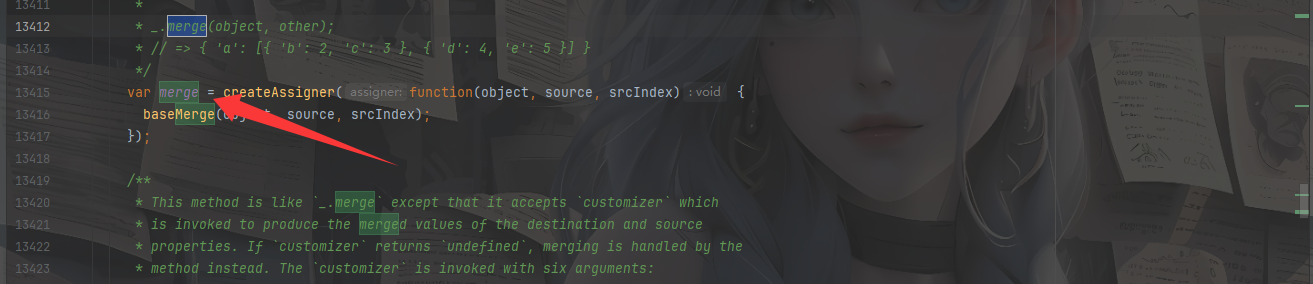 13411 *
13412 * _.merge(object, other);
13413 * // => { 'a': [{ 'b': 2, 'c': 3 }, { 'd': 4, 'e': 5 }] }
13414 */
13415 var merge = createAssigner( assigner: function(object, source, srcIndex) : void {
13416 baseMerge(object, source, srcIndex);
13417 });
13418
13419 /**
13420 * This method is like `_.merge` except that it accepts `customizer` which
13421 * is invoked to produce the merged values of the destination and source
13422 * properties. If `customizer` returns `undefined`, merging is handled by the
13423 * method instead. The `customizer` is invoked with six arguments: